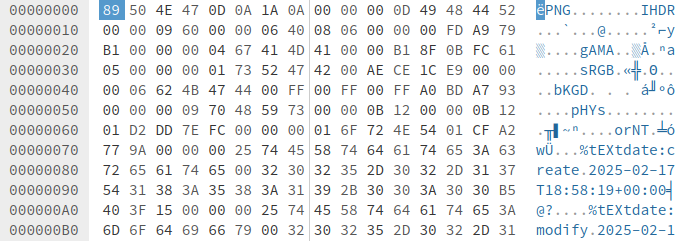 00000000 89 50 4E 47 0D 0A 1A 0A 00 00 00 0D 49 48 44 52 ëPNG........IHDR
00000010 00 00 09 60 00 00 06 40 08 06 00 00 00 FD A9 79 ...`...@.....²⌐y
00000020 B1 00 00 00 04 67 41 4D 41 00 00 B1 8F 0B FC 61 ▒....gAMA..▒Å.ⁿa
00000030 05 00 00 00 01 73 52 47 42 00 AE CE 1C E9 00 00 .....sRGB.«╬.Θ..
00000040 00 06 62 4B 47 44 00 FF 00 FF 00 FF A0 BD A7 93 ..bKGD. . . á╜ºô
00000050 00 00 00 09 70 48 59 73 00 00 0B 12 00 00 0B 12 ....pHYs........
00000060 01 D2 DD 7E FC 00 00 00 01 6F 72 4E 54 01 CF A2 .╥▌~ⁿ....orNT.╧ó
00000070 77 9A 00 00 00 25 74 45 58 74 64 61 74 65 3A 63 wÜ...%tEXtdate:c
00000080 72 65 61 74 65 00 32 30 32 35 2D 30 32 2D 31 37 reate.2025-02-17
00000090 54 31 38 3A 35 38 3A 31 39 2B 30 30 3A 30 30 B5 T18:58:19+00:00╡
000000A0 40 3F 15 00 00 00 25 74 45 58 74 64 61 74 65 3A @?....%tEXtdate:
000000B0 6D 6F 64 69 66 79 00 32 30 32 35 2D 30 32 2D 31 modify.2025-02-1